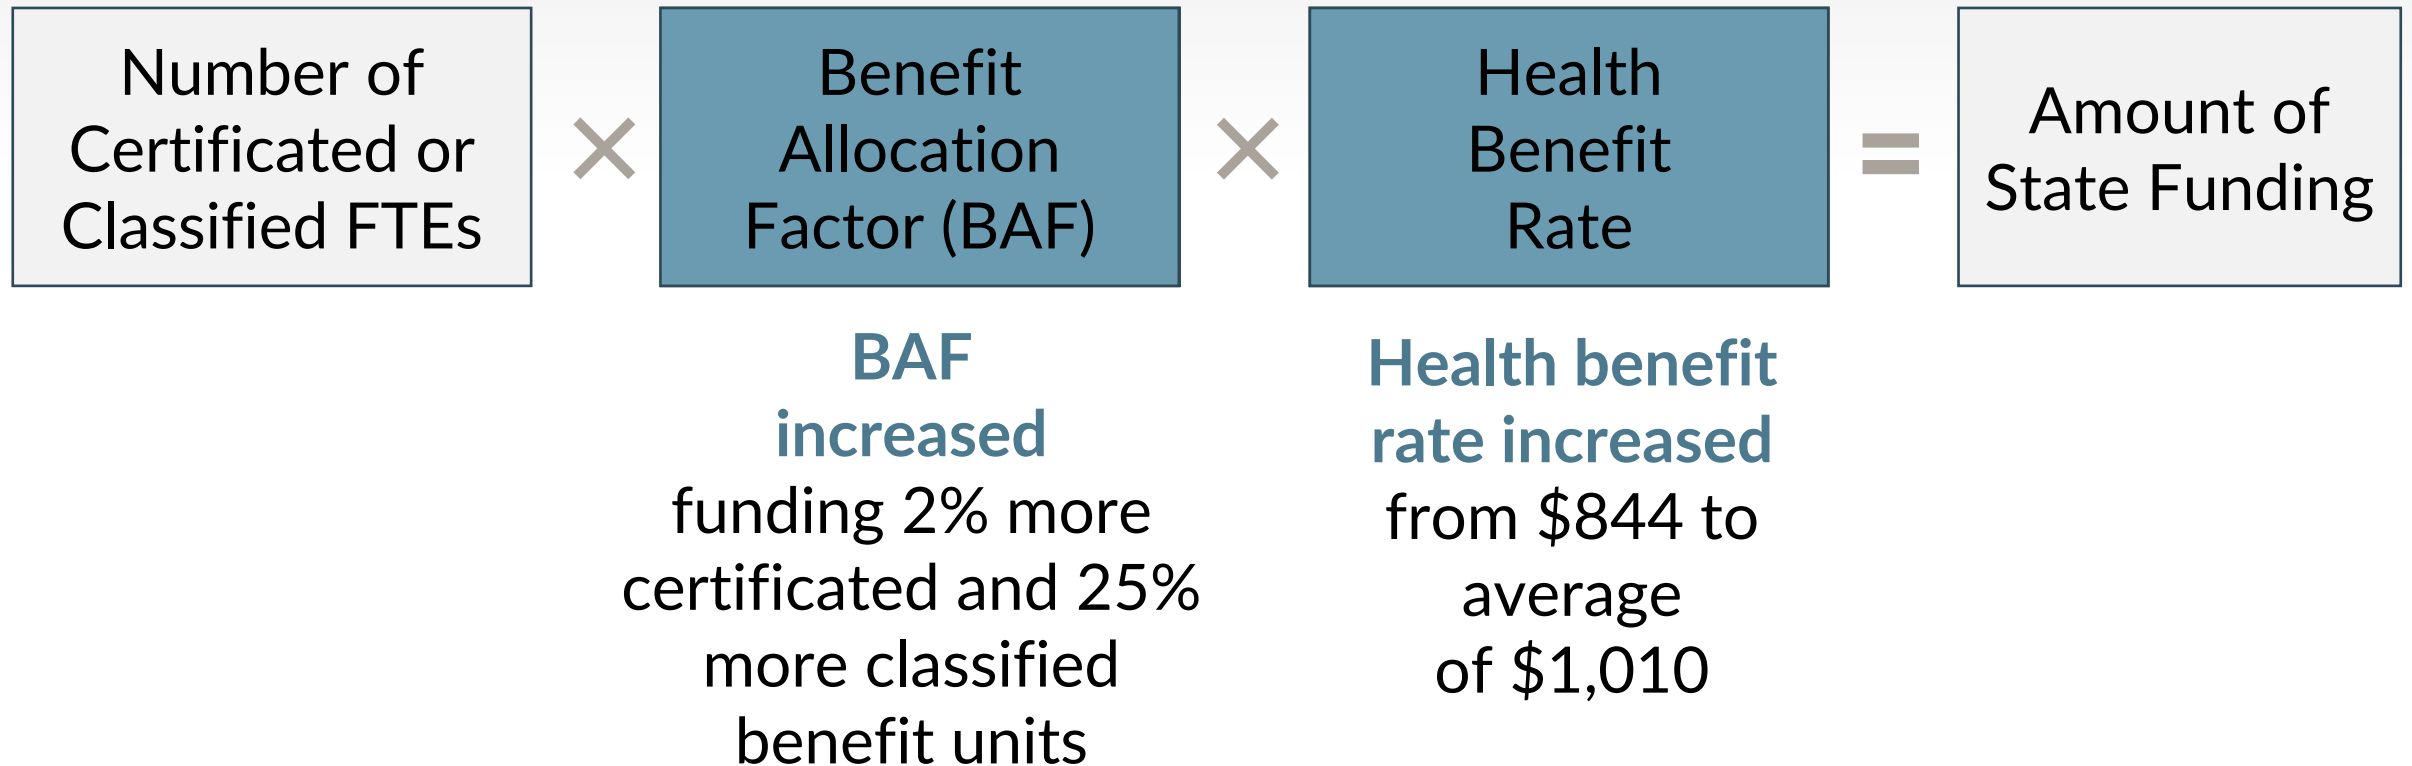 Number of
Certificated or
Classified FTEs
×
Benefit
Allocation
Factor (BAF)
×
Health
Benefit
Rate
=
Amount of
State Funding
BAF
increased
funding 2% more
certificated and 25%
more classified
benefit units
Health benefit
rate increased
from $844 to
average
of $1,010